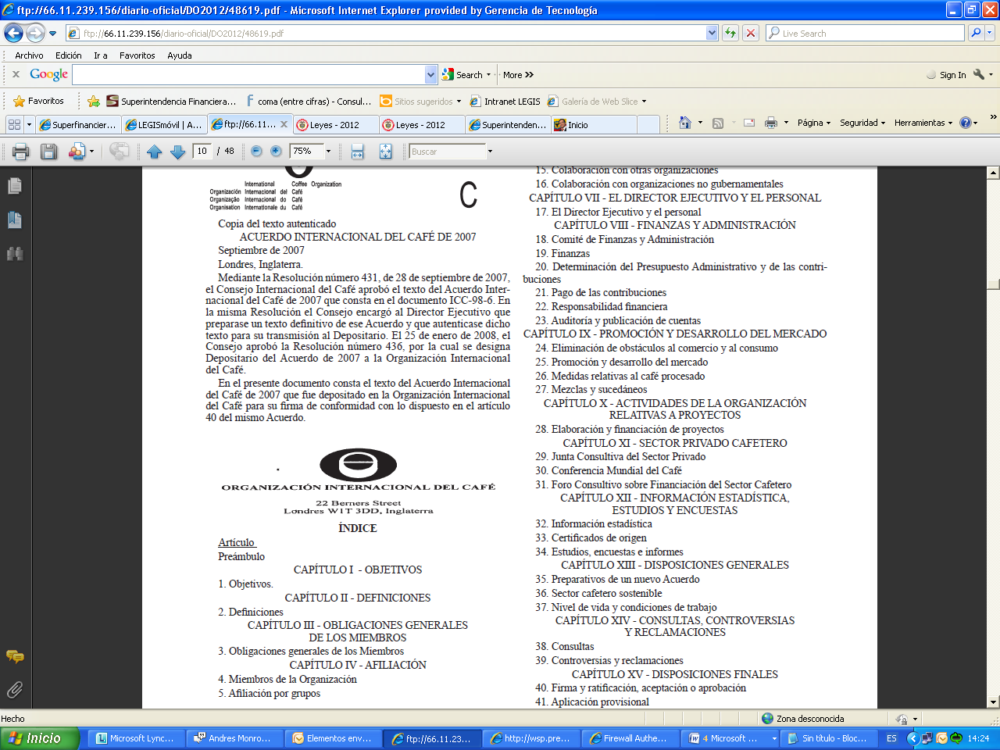 ftp://66.11.239.156/diario-oficial/DO2012/48619.pdf - Microsoft Internet Explorer provided by Gerencia de Tecnología
ftp://66.11.239.156/diario-oficial/DO2012/48619.pdf
Live Search
Archivo Edición Ir a Favoritos Ayuda
x Google Search More >> Sign In
Favoritos Superintendencia Financiera... coma (entre cifras) - Consul... Sitios sugeridos Intranet LEGIS Galería de Web Slice
Superfinancier... LEGISmóvil | A... ftp://66.11.... Leyes - 2012 Leyes - 2012 Superintenden... Inicio Página Seguridad Herramientas
10 / 48 75% Buscar
International Coffee Organization
Organización Internacional del Café
Organização Internacional do Café
Organisation Internationale du Café
C
Copia del texto autenticado
ACUERDO INTERNACIONAL DEL CAFÉ DE 2007
Septiembre de 2007
Londres, Inglaterra.
Mediante la Resolución número 431, de 28 de septiembre de 2007,
el Consejo Internacional del Café aprobó el texto del Acuerdo Inter-
nacional del Café de 2007 que consta en el documento ICC-98-6. En
la misma Resolución el Consejo encargó al Director Ejecutivo que
preparase un texto definitivo de ese Acuerdo y que autenticase dicho
texto para su transmisión al Depositario. El 25 de enero de 2008, el
Consejo aprobó la Resolución número 436, por la cual se designa
Depositario del Acuerdo de 2007 a la Organización Internacional
del Café.
En el presente documento consta el texto del Acuerdo Internacional
del Café de 2007 que fue depositado en la Organización Internacional
del Café para su firma de conformidad con lo dispuesto en el artículo
40 del mismo Acuerdo.
ORGANIZACIÓN INTERNACIONAL DEL CAFÉ
22 Berners Street
Londres W1T 3DD, Inglaterra
ÍNDICE
Artículo
Preámbulo
CAPÍTULO I - OBJETIVOS
1. Objetivos.
CAPÍTULO II - DEFINICIONES
2. Definiciones
CAPÍTULO III - OBLIGACIONES GENERALES
DE LOS MIEMBROS
3. Obligaciones generales de los Miembros
CAPÍTULO IV - AFILIACIÓN
4. Miembros de la Organización
5. Afiliación por grupos
15. Colaboración con otras organizaciones
16. Colaboración con organizaciones no gubernamentales
CAPÍTULO VII - EL DIRECTOR EJECUTIVO Y EL PERSONAL
17. El Director Ejecutivo y el personal
CAPÍTULO VIII - FINANZAS Y ADMINISTRACIÓN
18. Comité de Finanzas y Administración
19. Finanzas
20. Determinación del Presupuesto Administrativo y de las contri-
buciones
21. Pago de las contribuciones
22. Responsabilidad financiera
23. Auditoría y publicación de cuentas
CAPÍTULO IX - PROMOCIÓN Y DESARROLLO DEL MERCADO
24. Eliminación de obstáculos al comercio y al consumo
25. Promoción y desarrollo del mercado
26. Medidas relativas al café procesado
27. Mezclas y sucedáneos
CAPÍTULO X - ACTIVIDADES DE LA ORGANIZACIÓN
RELATIVAS A PROYECTOS
28. Elaboración y financiación de proyectos
CAPÍTULO XI - SECTOR PRIVADO CAFETERO
29. Junta Consultiva del Sector Privado
30. Conferencia Mundial del Café
31. Foro Consultivo sobre Financiación del Sector Cafetero
CAPÍTULO XII - INFORMACIÓN ESTADÍSTICA,
ESTUDIOS Y ENCUESTAS
32. Información estadística
33. Certificados de origen
34. Estudios, encuestas e informes
CAPÍTULO XIII - DISPOSICIONES GENERALES
35. Preparativos de un nuevo Acuerdo
36. Sector cafetero sostenible
37. Nivel de vida y condiciones de trabajo
CAPÍTULO XIV - CONSULTAS, CONTROVERSIAS
Y RECLAMACIONES
38. Consultas
39. Controversias y reclamaciones
CAPÍTULO XV - DISPOSICIONES FINALES
40. Firma y ratificación, aceptación o aprobación
41. Aplicación provisional
Hecho Zona desconocida
Inicio Microsoft Lync... Andres Monro... Elementos env... ftp://66.11.23... http://wsp.pre... Firewall Authe... 4 Microsoft ... Sin título - Bloc... ES 14:24